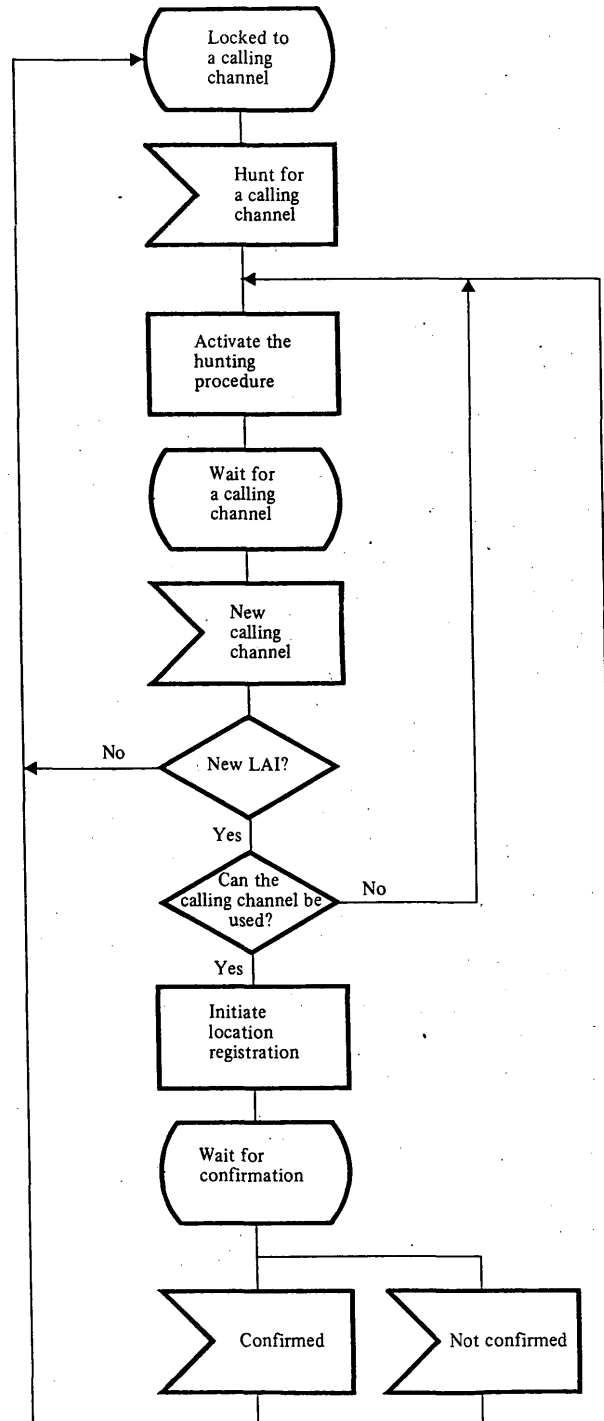 Locked to
a calling
channel
Hunt for
a calling
channel
Activate the
hunting
procedure
Wait for
a calling
channel
New
calling
channel
No
New LAI?
Yes
Can the
calling channel be
used?
No
Yes
Initiate
location
registration
Wait for
confirmation
Confirmed
Not confirmed